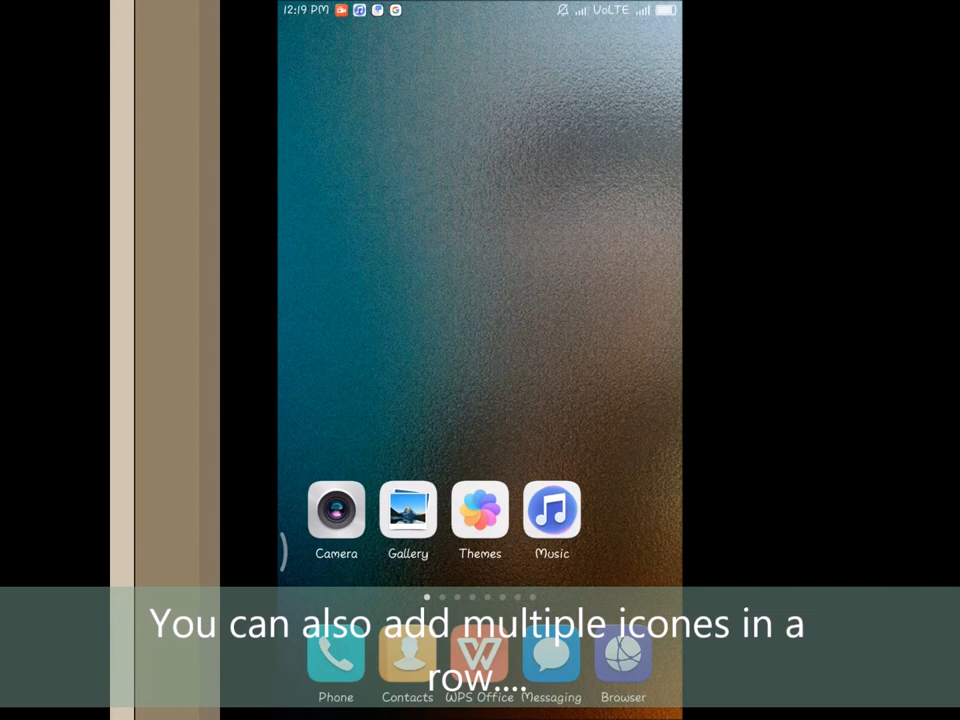 12:19 PM VoLTE
Camera Gallery Themes Music
You can also add multiple icones in a
row....
Phone Contacts WPS Office Messaging Browser